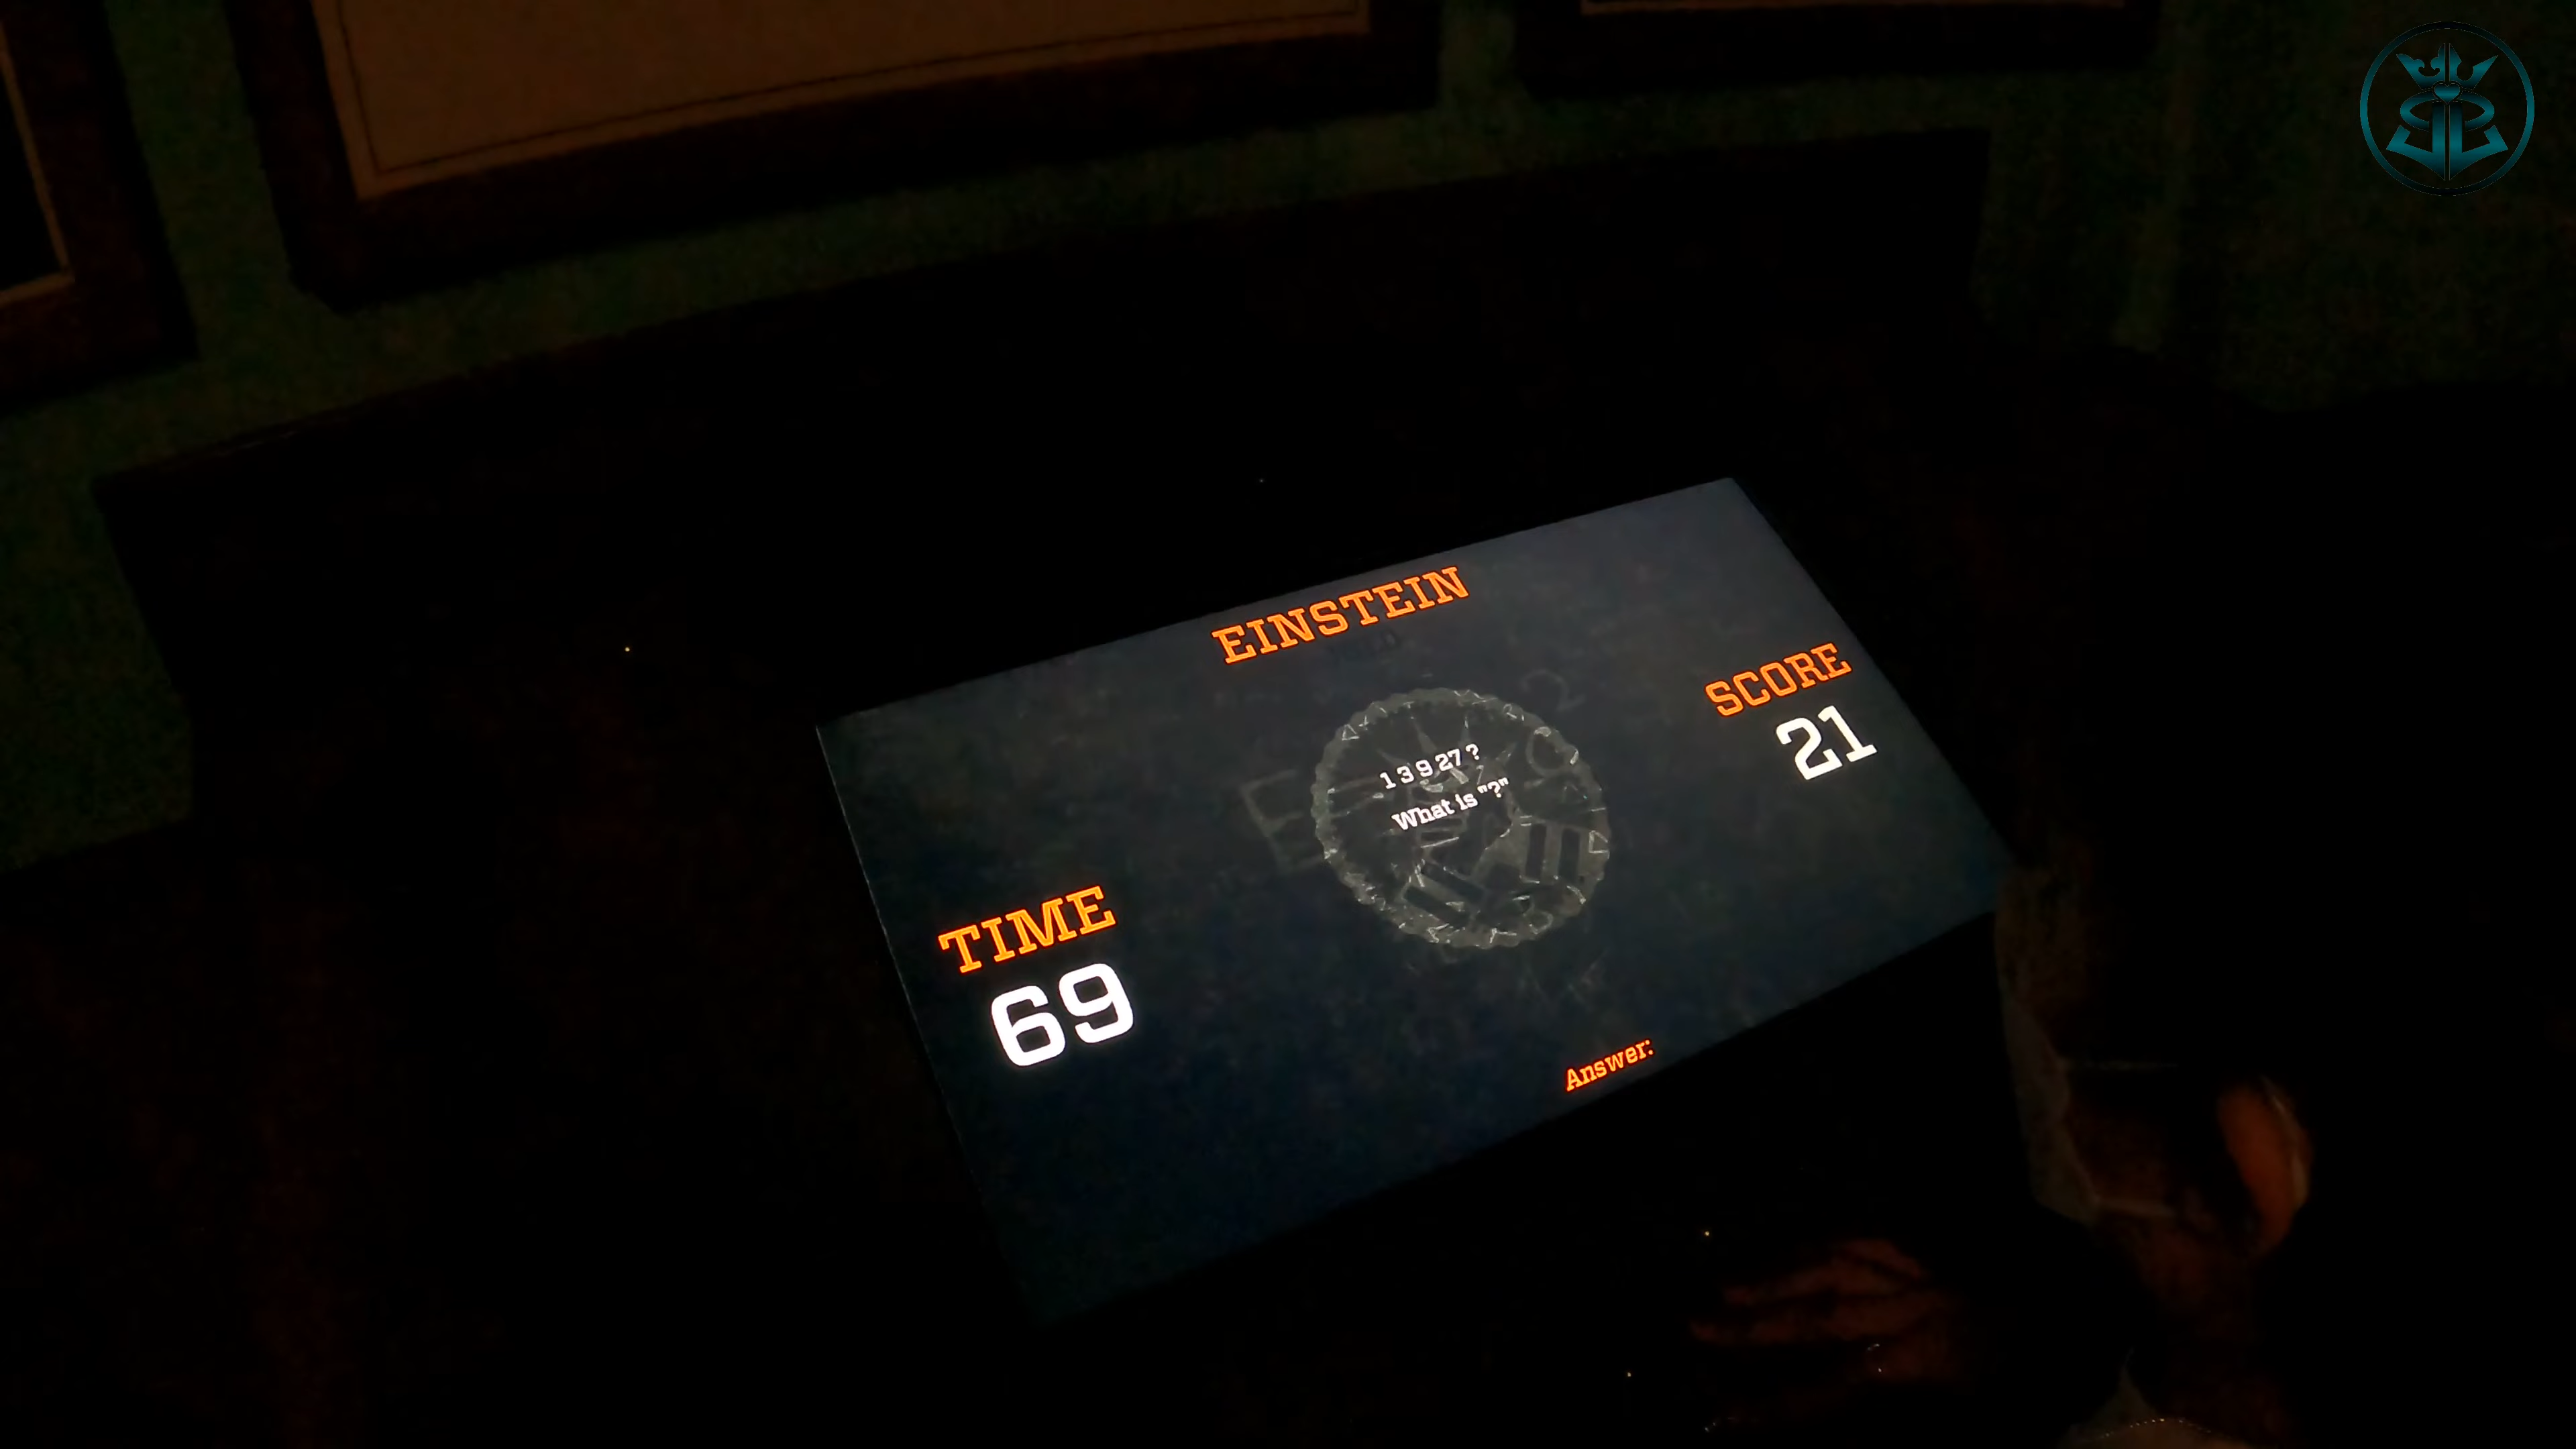 EINSTEIN
SCORE
21
1 3 9 27 ?
What is "?"
TIME
69
Answer: